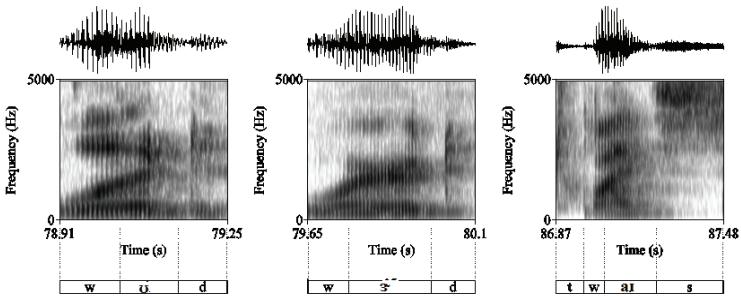 5000
Frequency (Hz)
0
78.91
79.25
Time (s)
w
d
5000
Frequency (Hz)
0
79.65
80.1
Time (s)
w
d
5000
Frequency (Hz)
0
86.87
87.48
Time (s)
t
w
aɪ
s